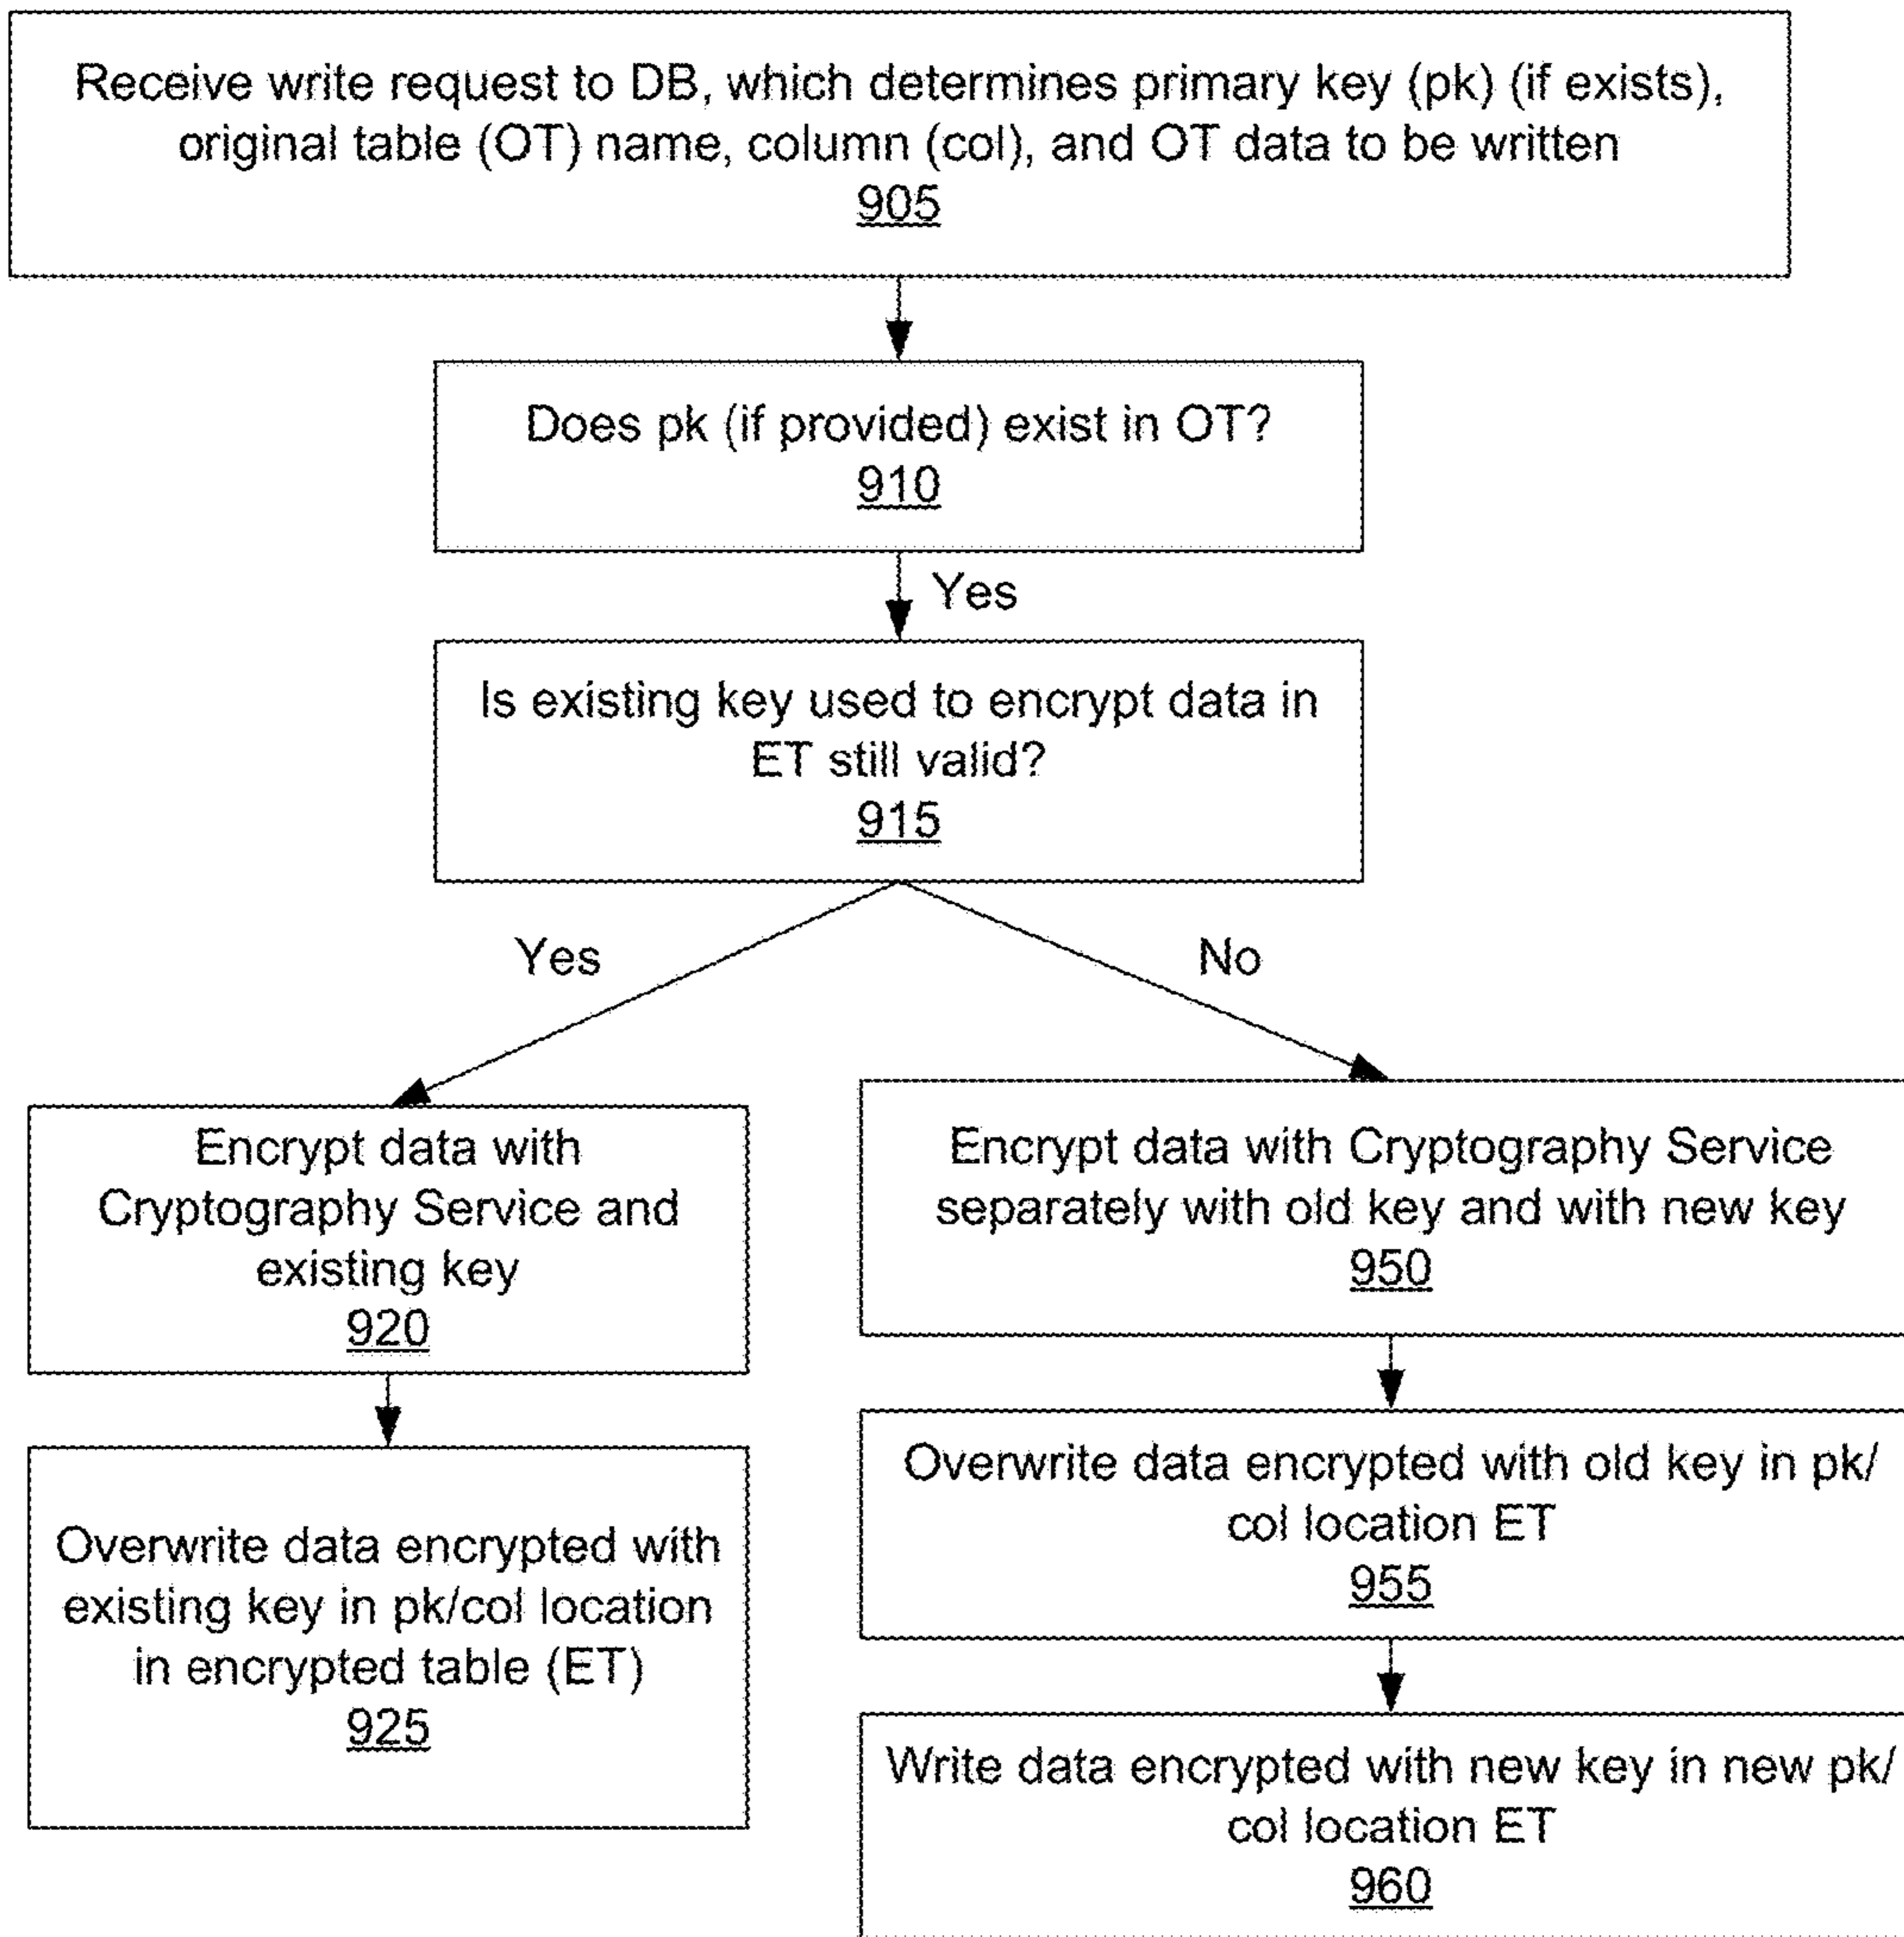 Receive write request to DB, which determines primary key (pk) (if exists),
original table (OT) name, column (col), and OT data to be written
905
Does pk (if provided) exist in OT?
910
Yes
Is existing key used to encrypt data in
ET still valid?
915
Yes
No
Encrypt data with
Cryptography Service and
existing key
920
Encrypt data with Cryptography Service
separately with old key and with new key
950
Overwrite data encrypted with
existing key in pk/col location
in encrypted table (ET)
925
Overwrite data encrypted with old key in pk/
col location ET
955
Write data encrypted with new key in new pk/
col location ET
960